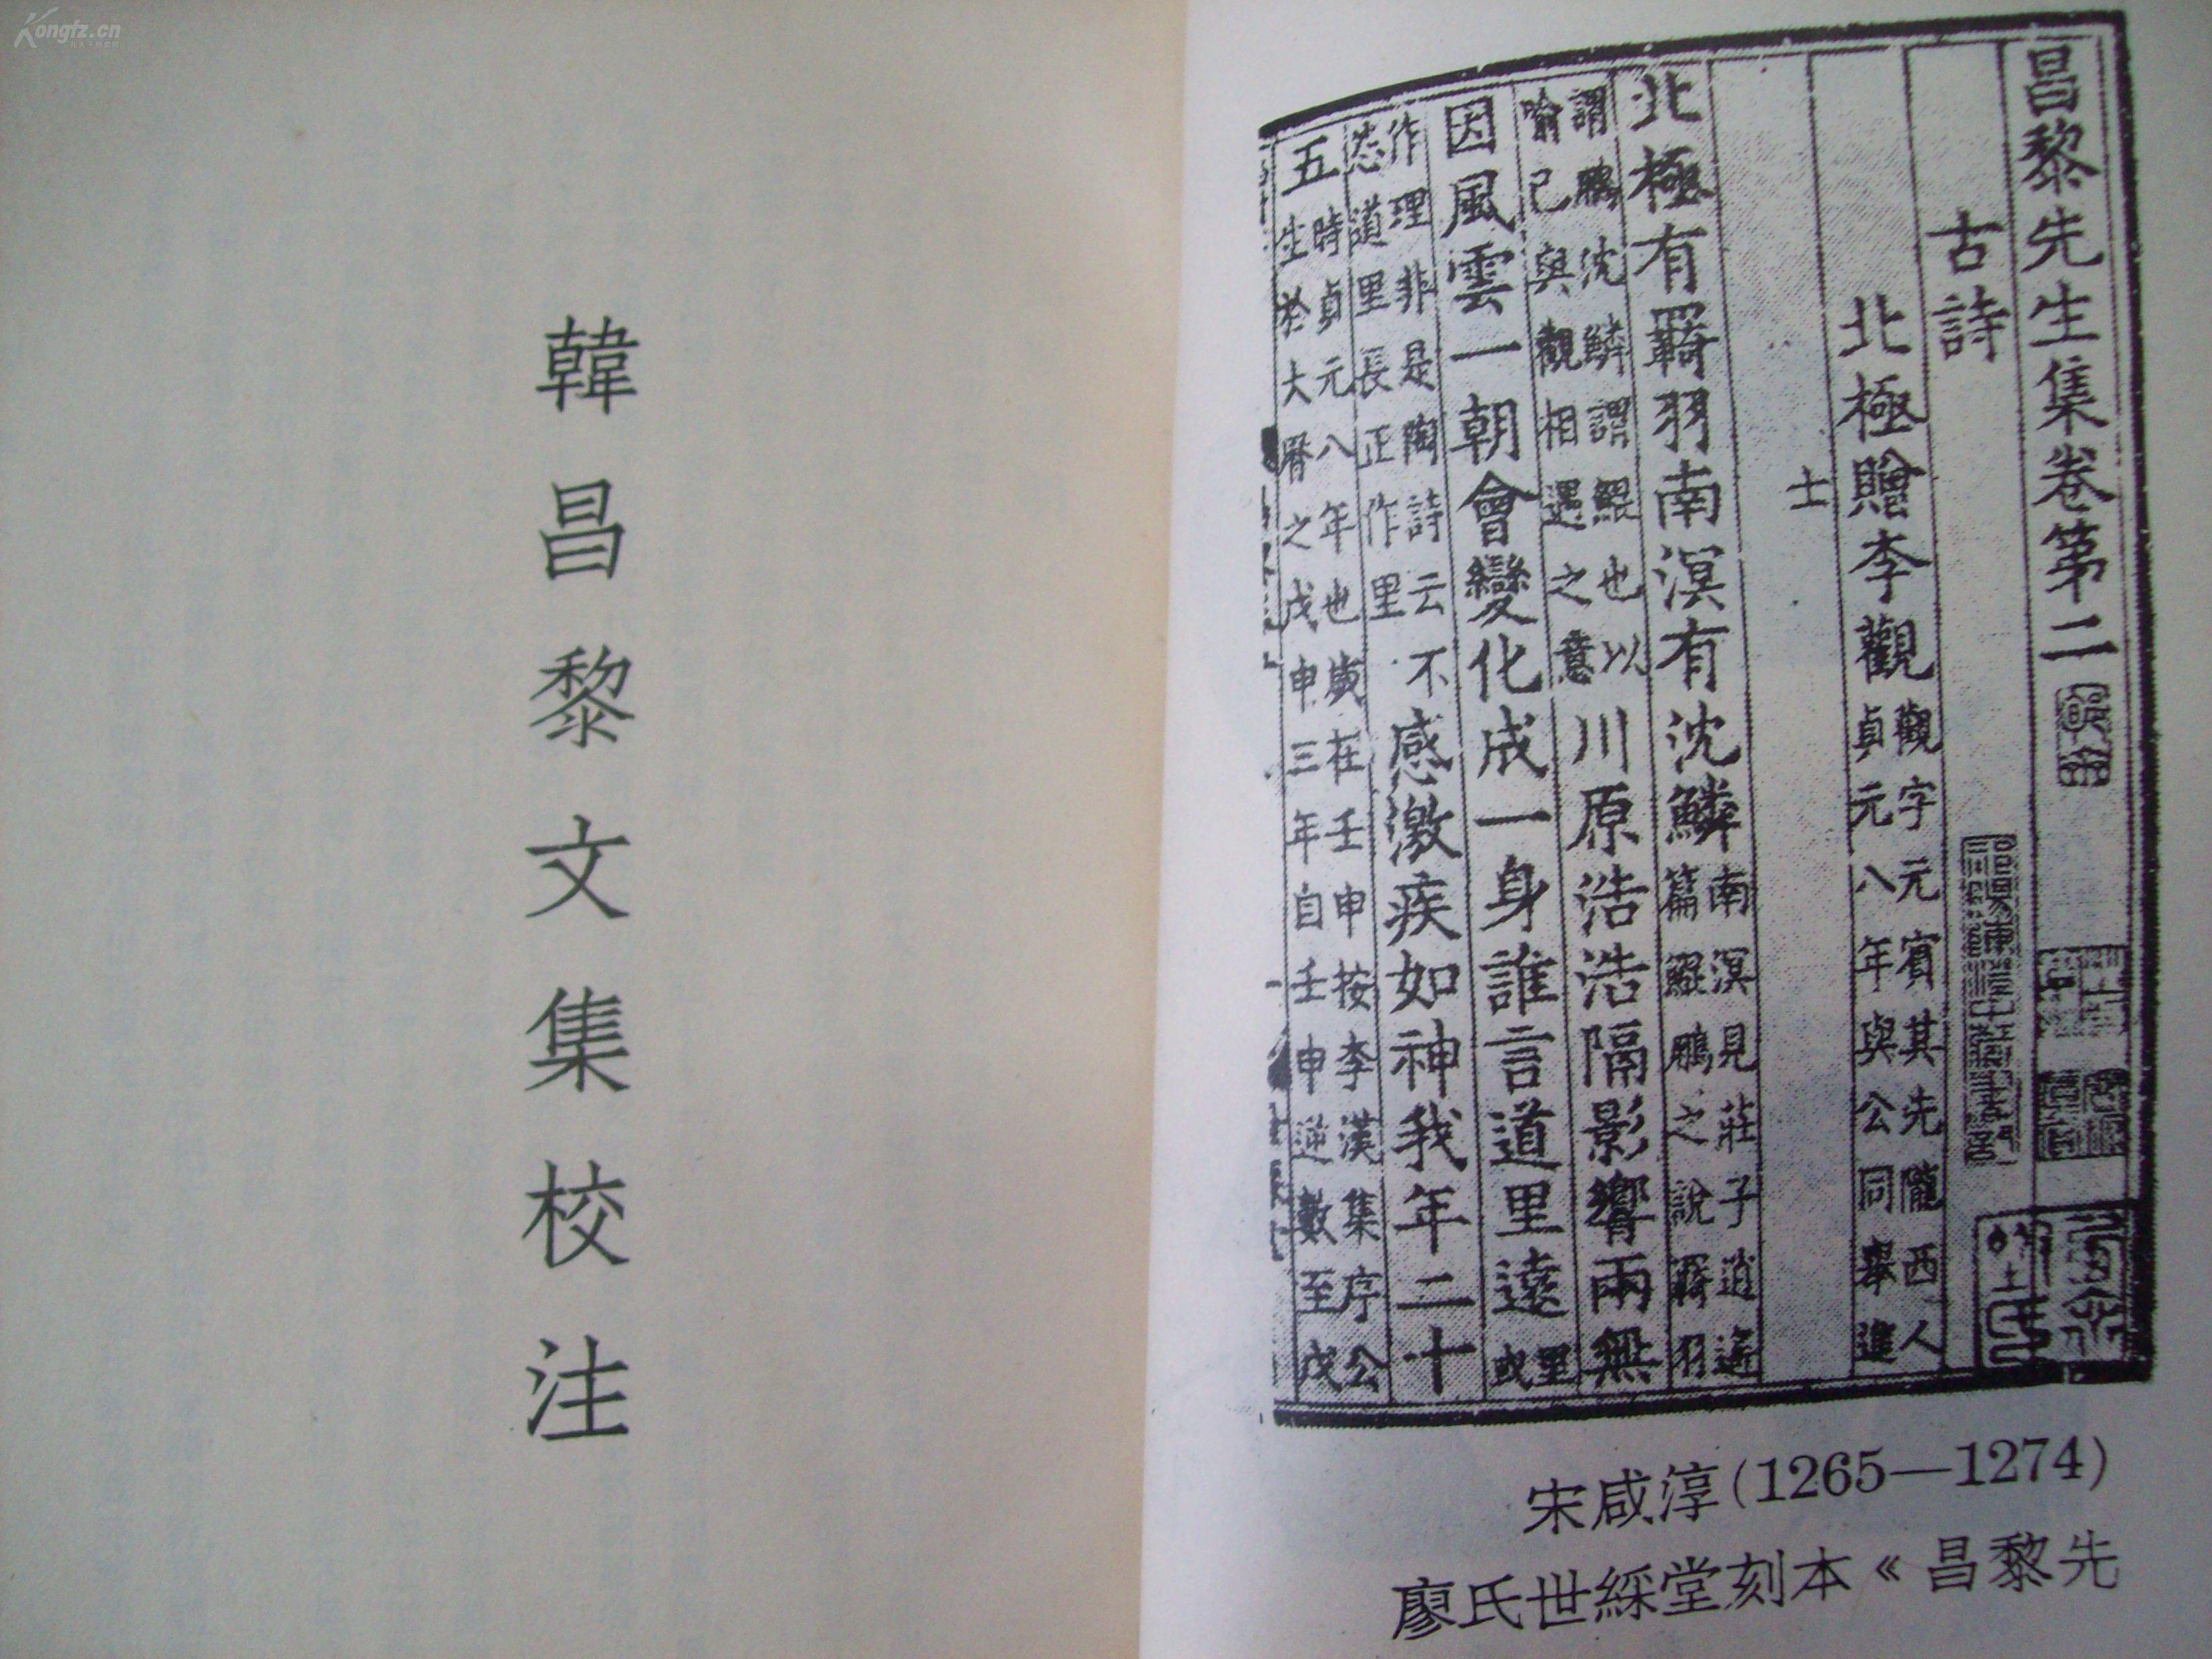 Kongfz.cn
韓昌黎文集校注
昌黎先生集卷第二
古詩
北極贈李觀
觀字元賓其先隴西人
貞元八年與公同舉進
士
北極有羇羽南溟有沈鱗
南溟見莊子逍遙
篇鯤鵬之說羇羽
謂鵬沈鱗謂鯤也以
喻己與觀相遇之意
川原浩浩隔影響兩無
因風雲一朝會變化成一身誰言道里遠
里或
作理非是陶詩云不
恣道里長正作里
感激疾如神我年二十
五
時貞元八年也歲在壬申按李漢集序公
生於大曆之戊申三年自壬申逆數至戊
宋咸淳(1265—1274)
廖氏世綵堂刻本《昌黎先